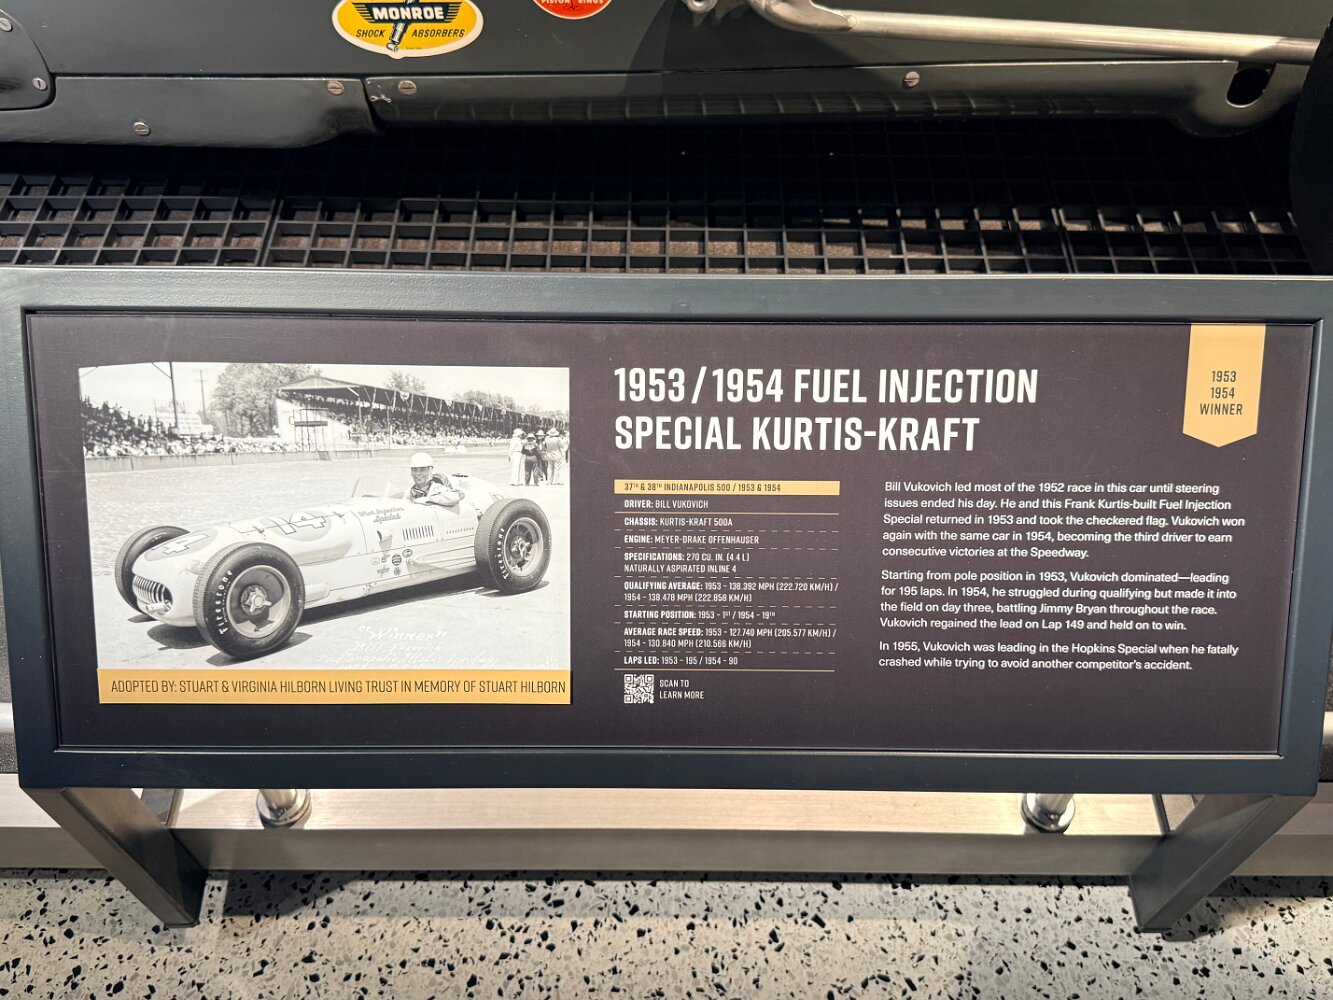 MONROE
SHOCK ABSORBERS
PISTON RINGS
1953 / 1954 FUEL INJECTION
SPECIAL KURTIS-KRAFT
1953
1954
WINNER
37TH & 38TH INDIANAPOLIS 500 / 1953 & 1954
DRIVER: BILL VUKOVICH
CHASSIS: KURTIS-KRAFT 500A
ENGINE: MEYER-DRAKE OFFENHAUSER
SPECIFICATIONS: 270 CU. IN. (4.4 L)
NATURALLY ASPIRATED INLINE 4
QUALIFYING AVERAGE: 1953 - 138.392 MPH (222.720 KM/H) /
1954 - 138.478 MPH (222.858 KM/H)
STARTING POSITION: 1953 - 1ST / 1954 - 19TH
AVERAGE RACE SPEED: 1953 - 127.740 MPH (205.577 KM/H) /
1954 - 130.840 MPH (210.566 KM/H)
LAPS LED: 1953 - 195 / 1954 - 90
SCAN TO
LEARN MORE
Bill Vukovich led most of the 1952 race in this car until steering
issues ended his day. He and this Frank Kurtis-built Fuel Injection
Special returned in 1953 and took the checkered flag. Vukovich won
again with the same car in 1954, becoming the third driver to earn
consecutive victories at the Speedway.
Starting from pole position in 1953, Vukovich dominated—leading
for 195 laps. In 1954, he struggled during qualifying but made it into
the field on day three, battling Jimmy Bryan throughout the race.
Vukovich regained the lead on Lap 149 and held on to win.
In 1955, Vukovich was leading in the Hopkins Special when he fatally
crashed while trying to avoid another competitor's accident.
Fuel Injection
Special
14
Firestone
Firestone
"Winner"
Bill Vukovich
ADOPTED BY: STUART & VIRGINIA HILBORN LIVING TRUST IN MEMORY OF STUART HILBORN